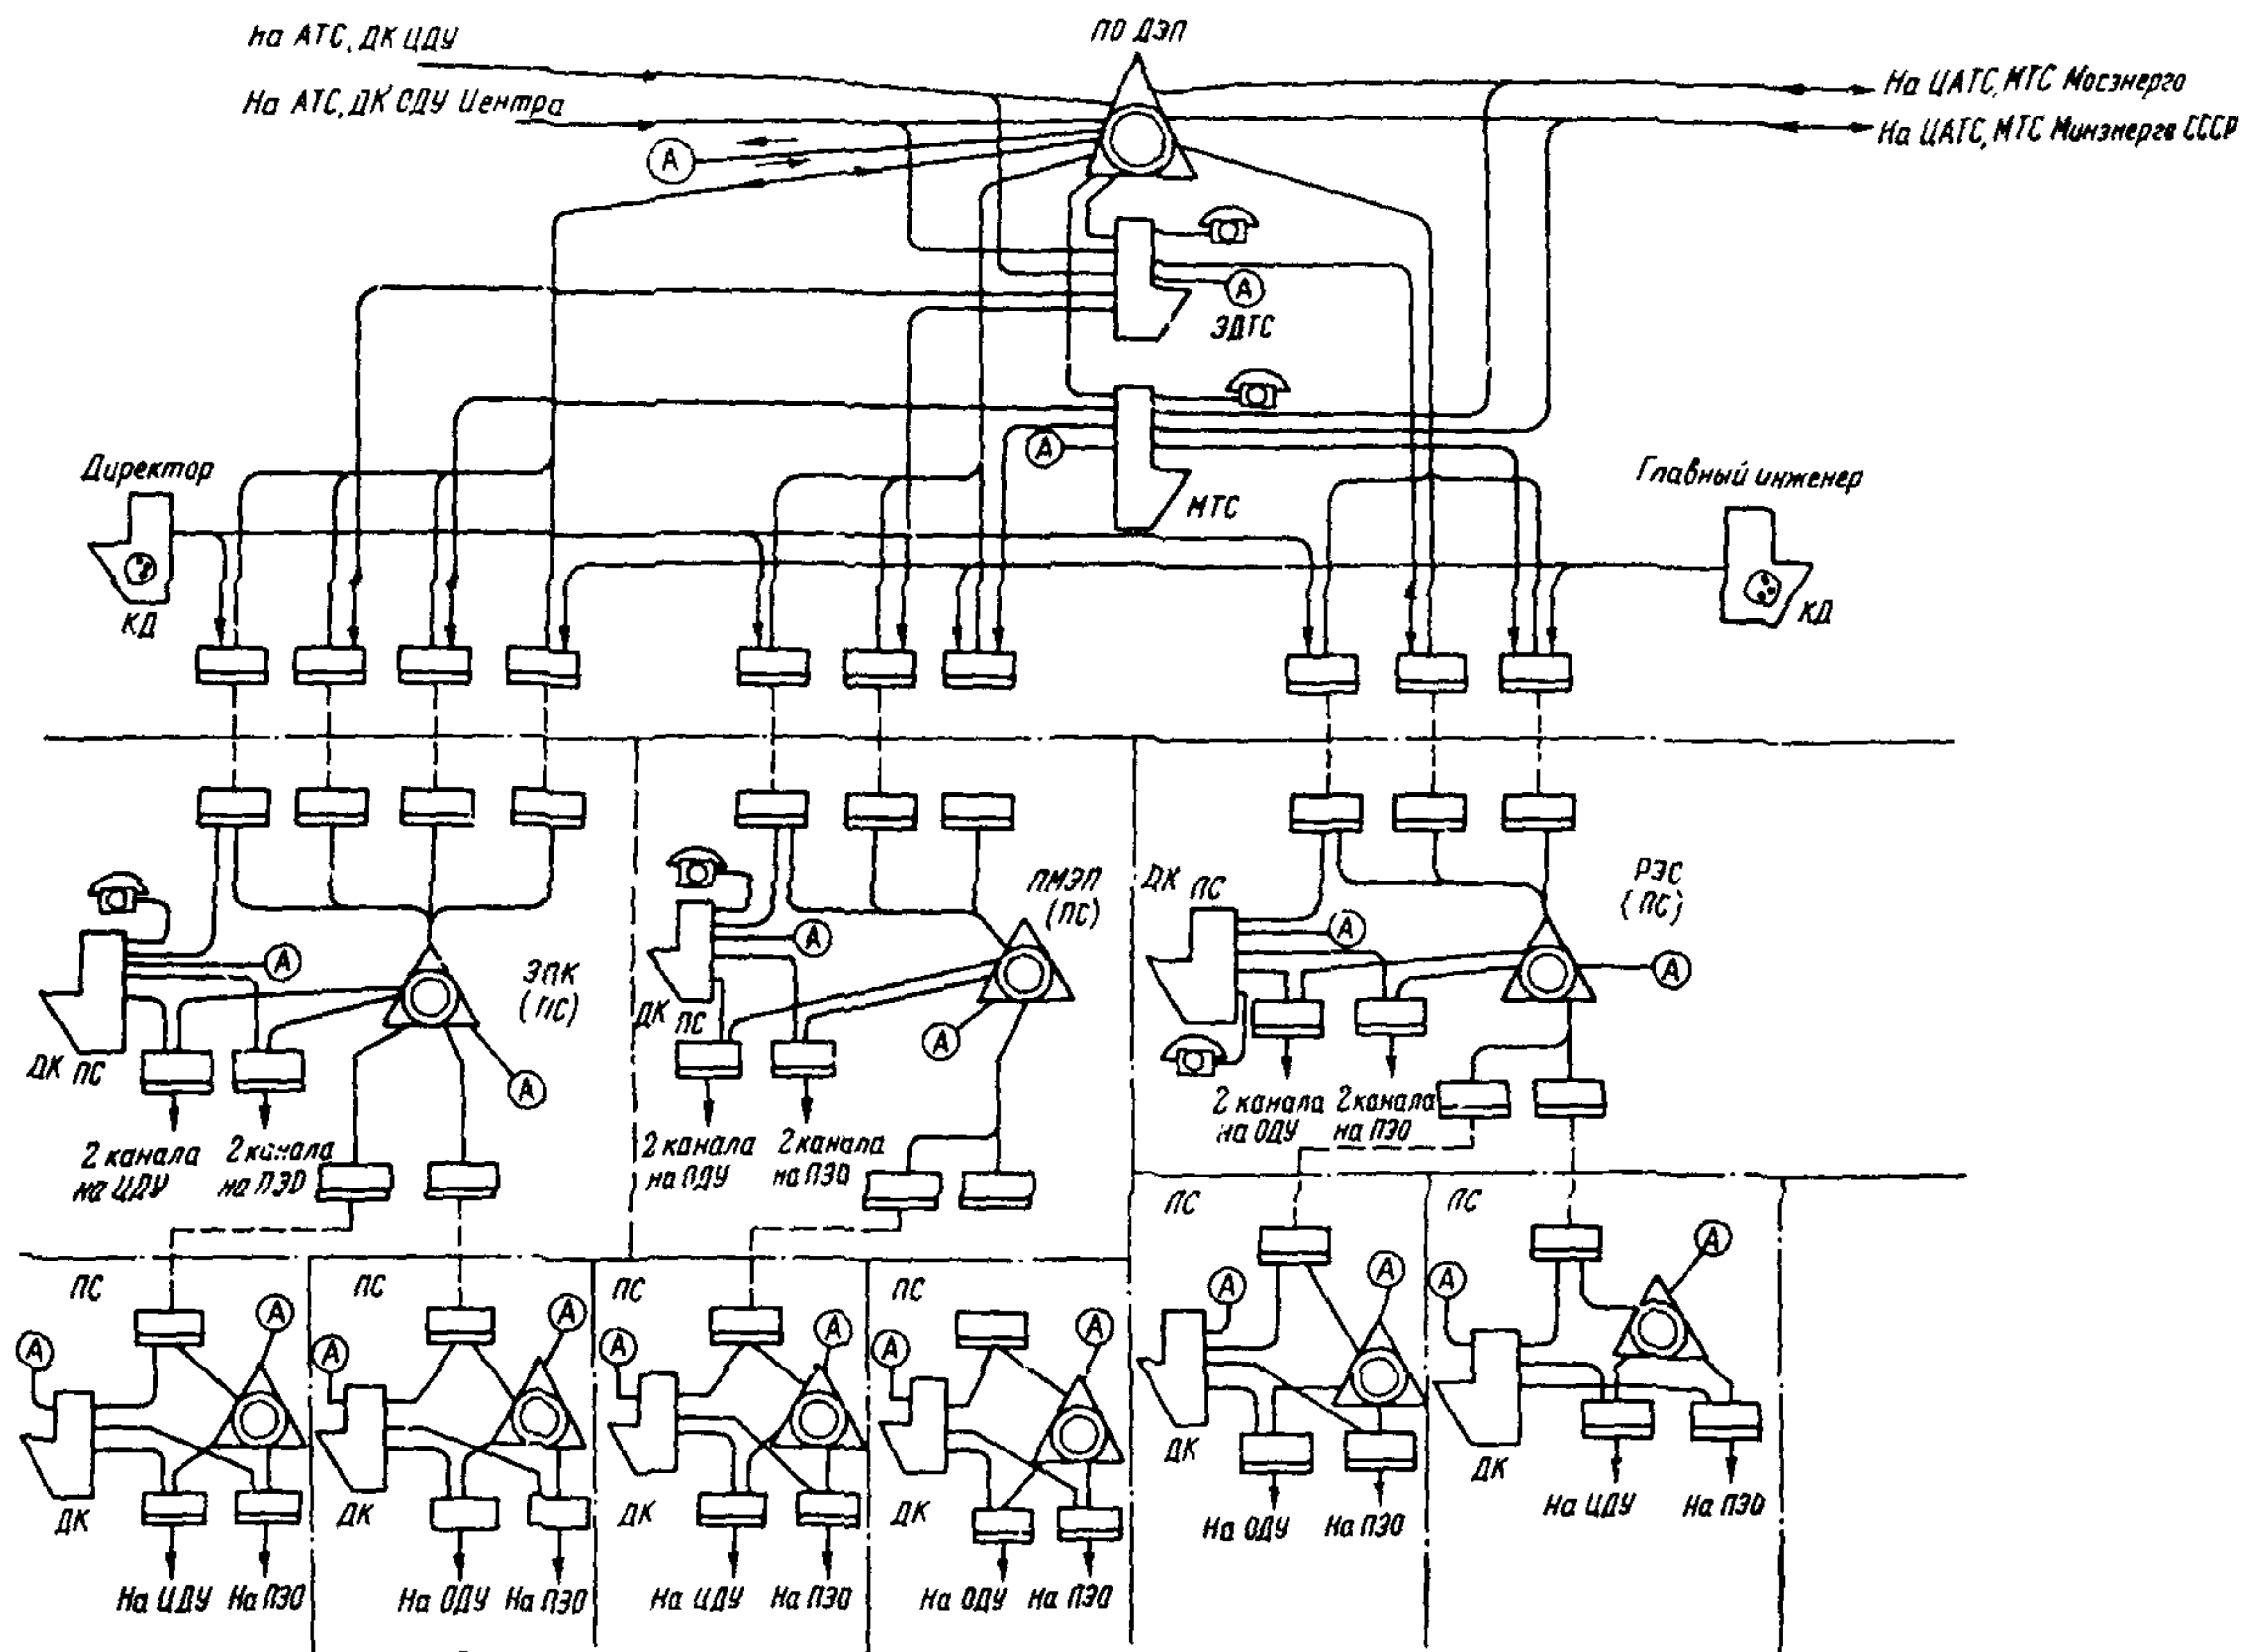 На АТС, ДК ЦДУ
ПО ДЭП
На АТС, ДК ОДУ Центра
На ЦАТС, МТС Мосэнерго
На ЦАТС, МТС Минэнерго СССР
А
А
ЭДТС
А
МТС
Директор
КД
Главный инженер
КД
А
ЭПК
(ПС)
ДК ПС
А
2 канала
на ЦДУ
2 канала
на ПЭО
ПМЭП
(ПС)
А
ДК ПС
А
2 канала
на ПДУ
2 канала
на ПЭО
ДК ПС
РЭС
(ПС)
А
А
2 канала
на ОДУ
2 канала
на ПЭО
ПС
А
А
ДК
На ЦДУ
На ПЭО
ПС
А
А
ДК
На ОДУ
На ПЭО
ПС
А
А
ДК
На ЦДУ
На ПЭО
ПС
А
А
ДК
На ОДУ
На ПЭО
ПС
А
А
ДК
На ОДУ
На ПЭО
ПС
А
А
ДК
На ЦДУ
На ПЭО